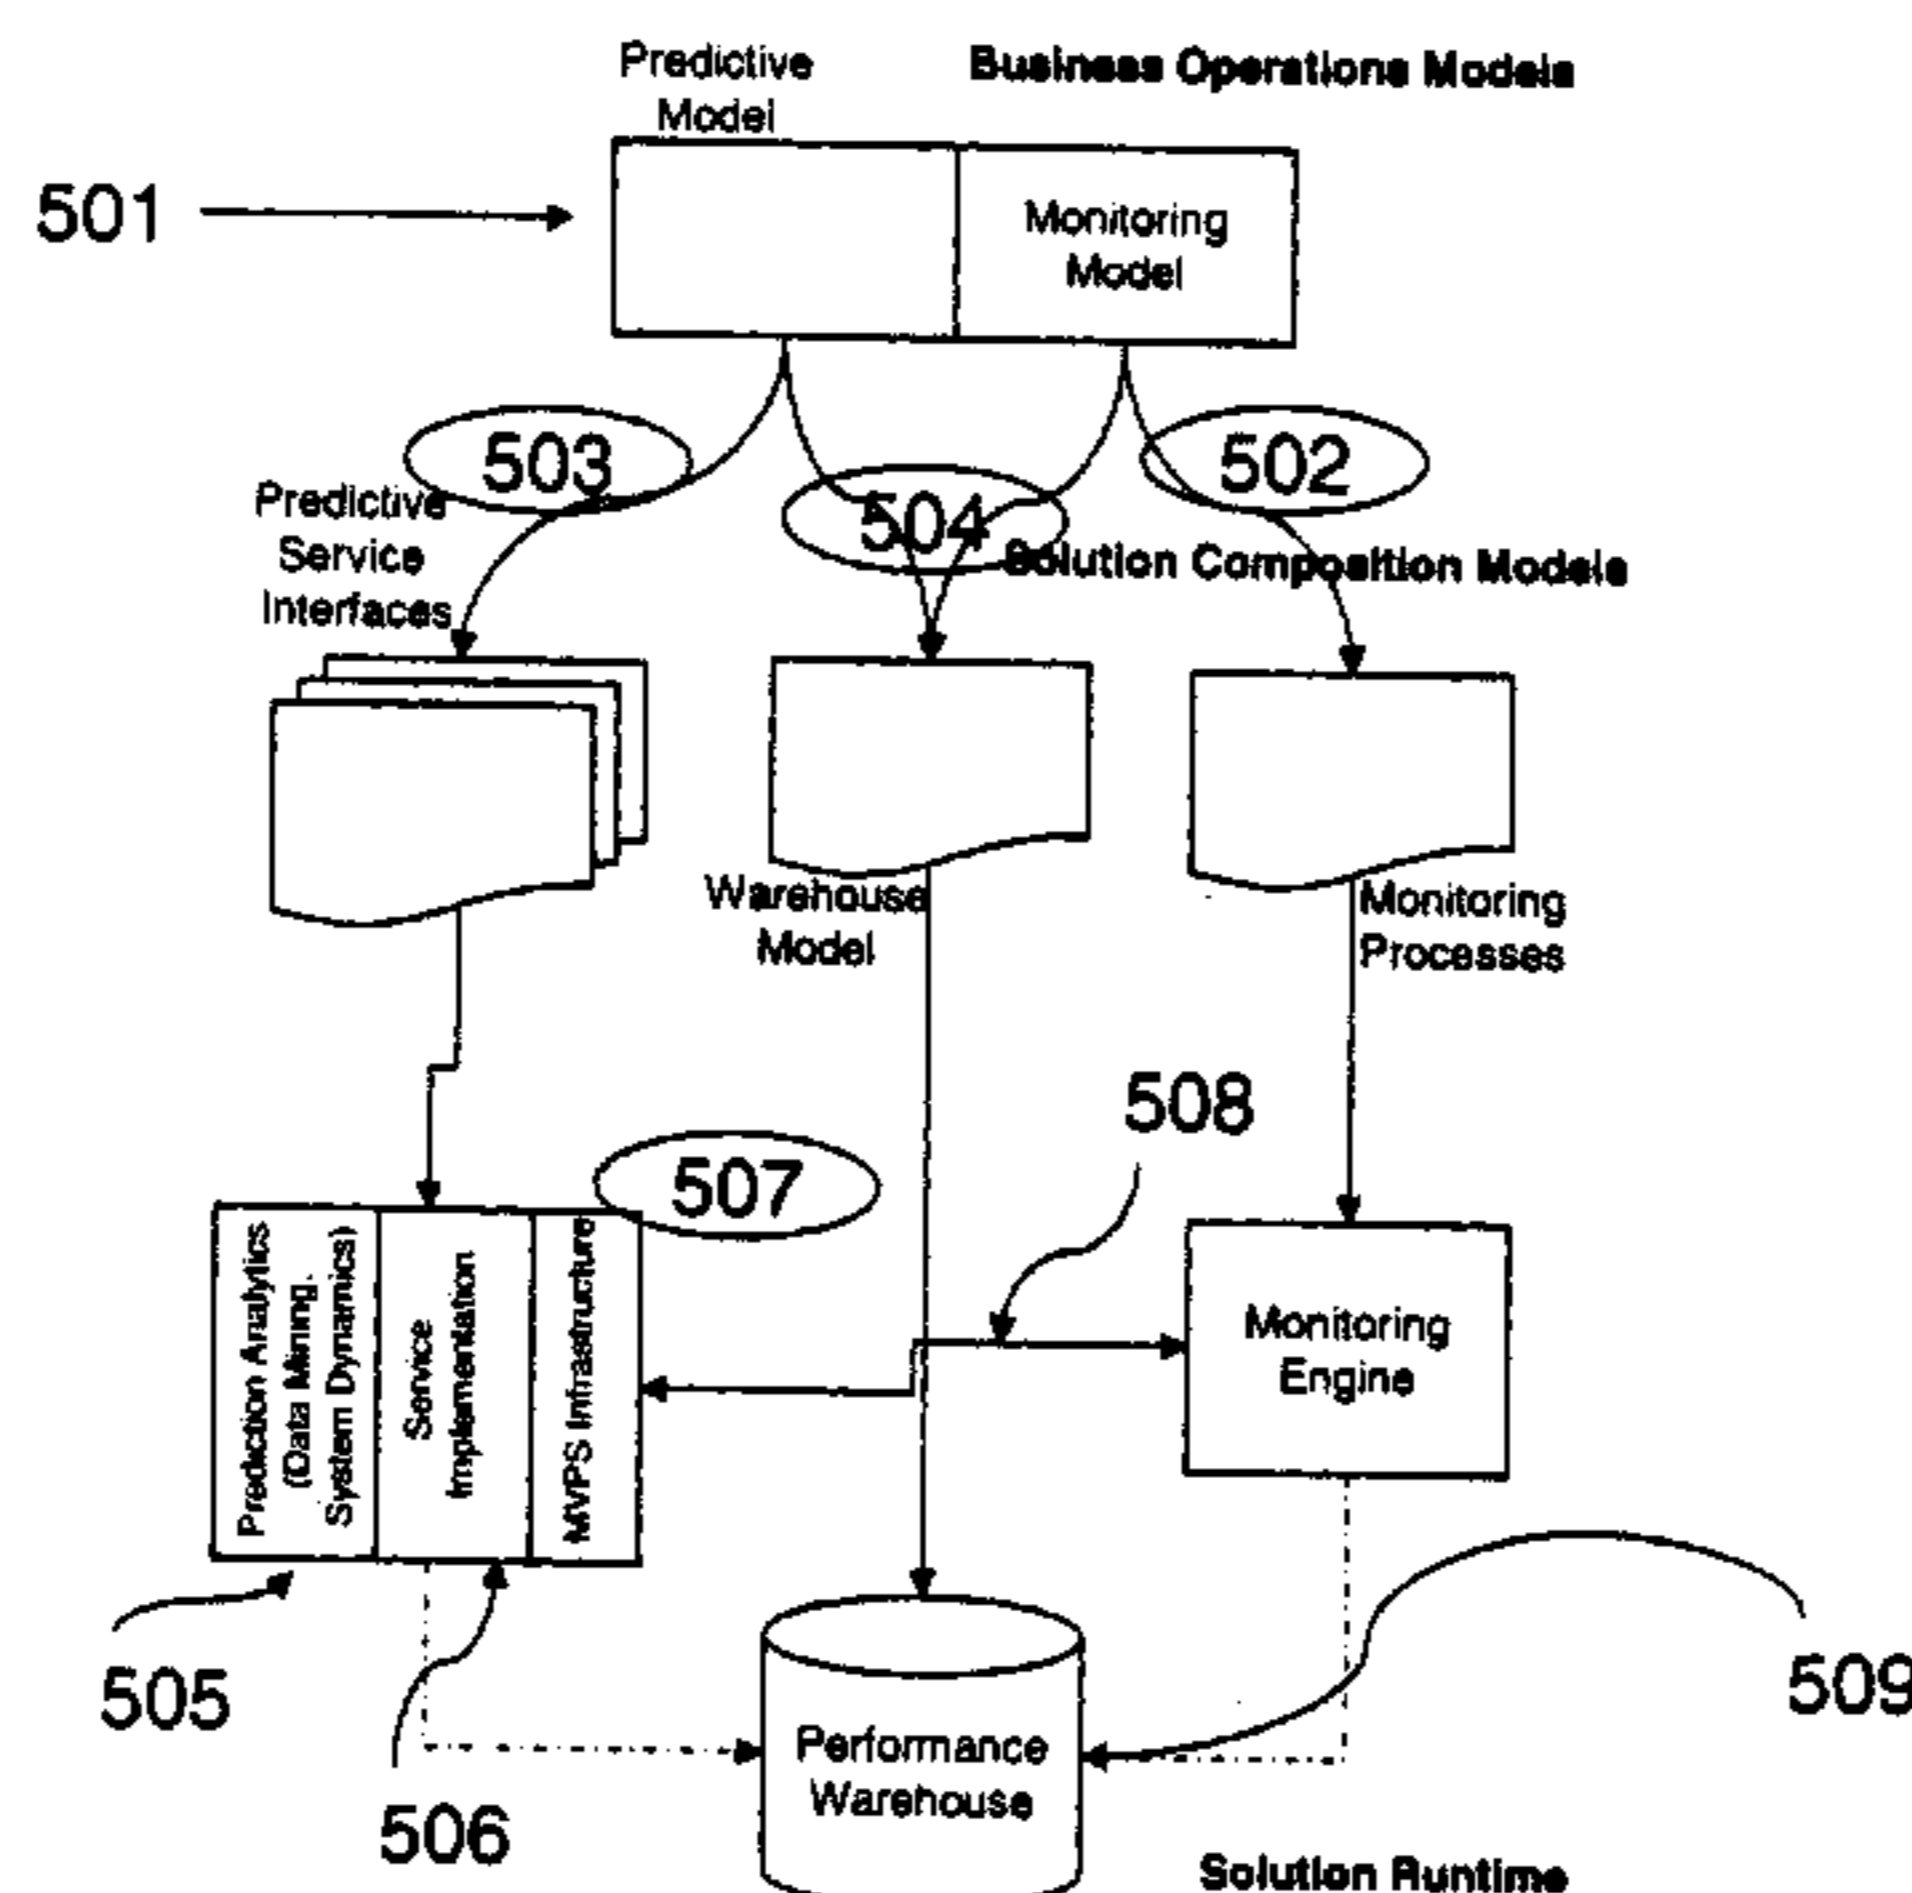 Predictive
Model
Business Operations Models
501
Monitoring
Model
503
502
504
Predictive
Service
Interfaces
Solution Composition Models
Warehouse
Model
Monitoring
Processes
508
507
Prediction Analytics
(Data Mining,
System Dynamics)
Service
Implementation
MVPS Infrastructure
Monitoring
Engine
505
509
Performance
Warehouse
506
Solution Runtime